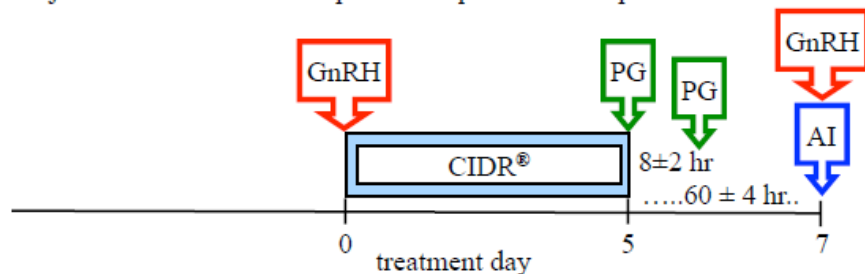 GnRH
PG
PG
GnRH
AI
CIDR®
8±2 hr
.....60 ± 4 hr..
0
5
7
treatment day